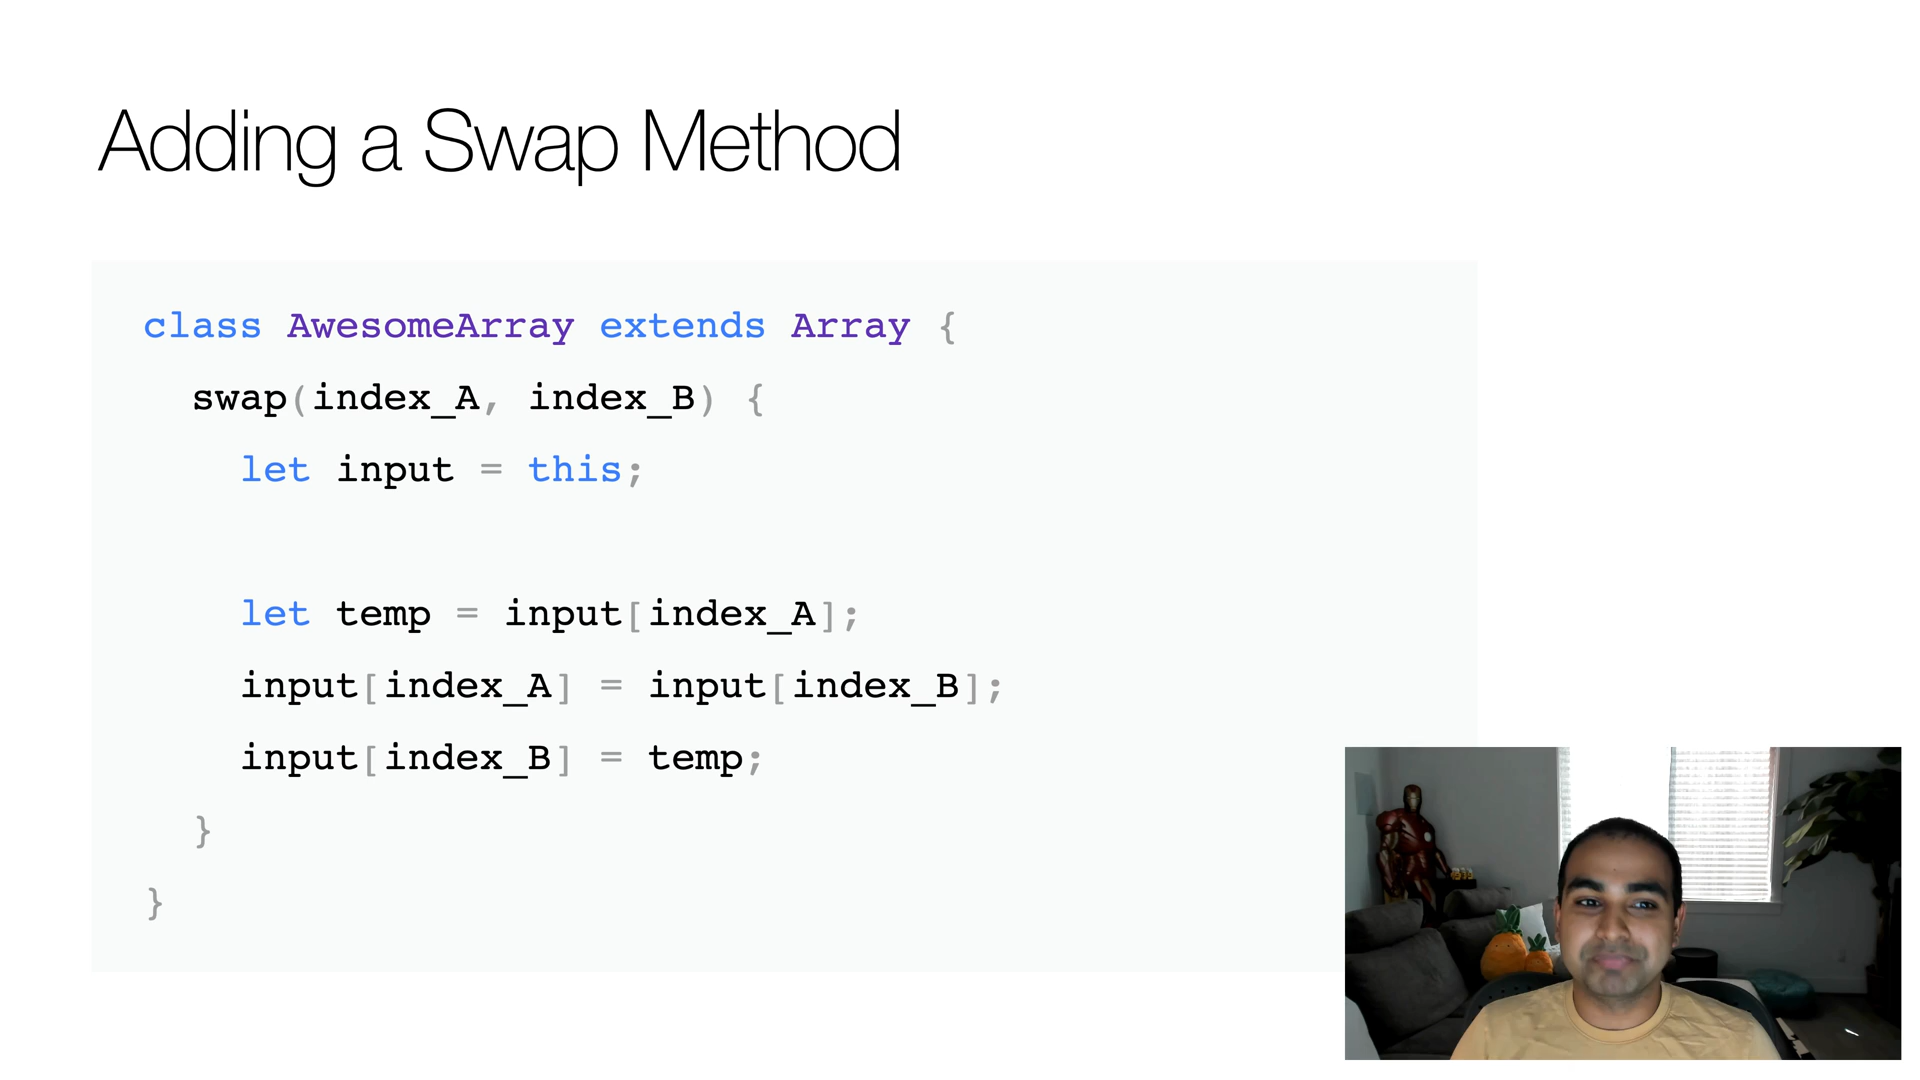 Adding a Swap Method
class AwesomeArray extends Array {
swap(index_A, index_B) {
let input = this;
let temp = input[index_A];
input[index_A] = input[index_B];
input[index_B] = temp;
}
}